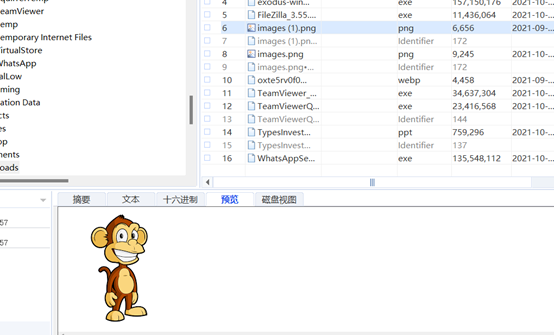 4 exodus-win... exe 157,150,176 2021-10-...
5 FileZilla_3.55.... exe 11,436,064 2021-10-...
6 images (1).png png 6,656 2021-09-...
7 images (1).pn... Identifier 172
8 images.png png 9,245 2021-10-...
9 images.png•... Identifier 172
10 oxte5rv0f0... webp 4,458 2021-09-...
11 TeamViewer_... exe 34,637,304 2021-10-...
12 TeamViewerQ... exe 23,416,568 2021-10-...
13 TeamViewerQ... Identifier 144
14 TypesInvest... ppt 759,296 2021-10-...
15 TypesInvest... Identifier 137
16 WhatsAppSe... exe 135,548,112 2021-10-...
eamViewer
emp
emporary Internet Files
VirtualStore
WhatsApp
alLow
ming
ation Data
cts
es
op
ments
oads
摘要 文本 十六进制 预览 磁盘视图
57
57